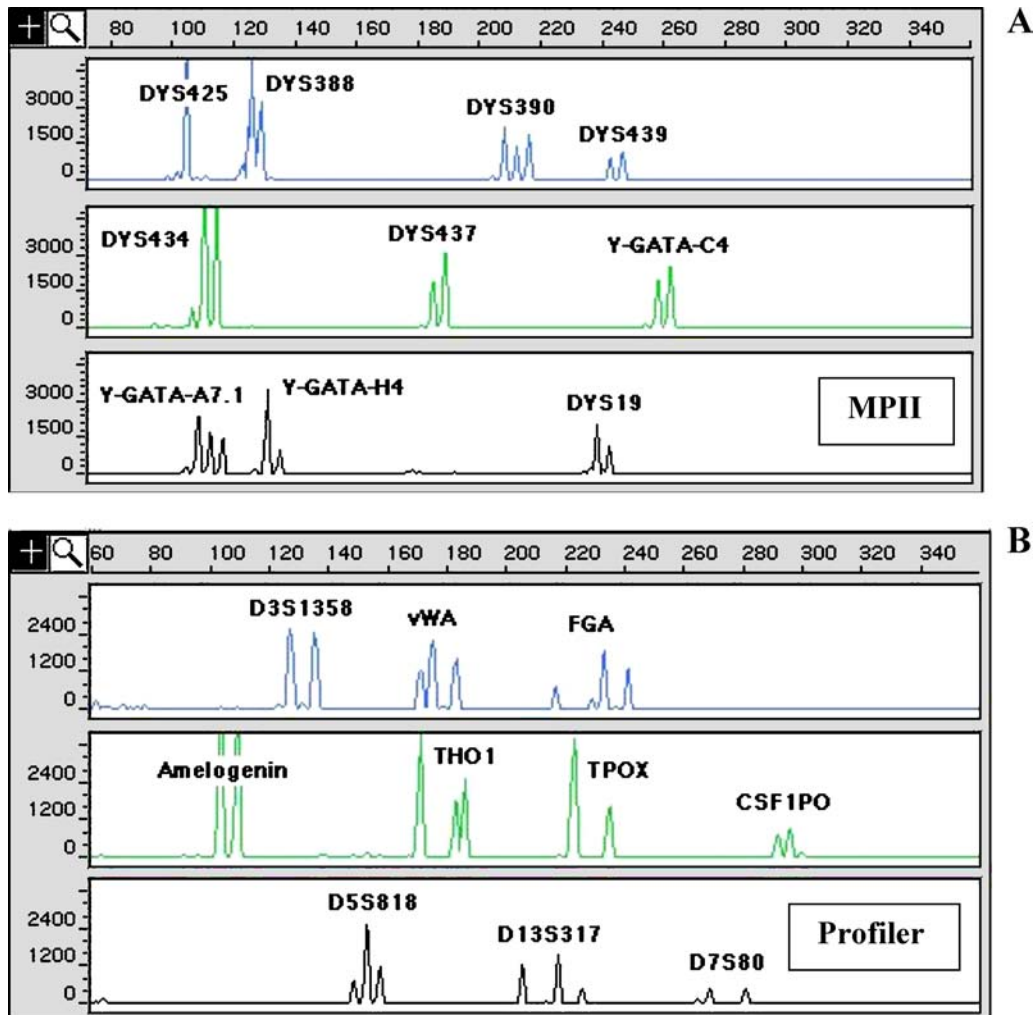 A
80 100 120 140 160 180 200 220 240 260 280 300 320 340
DYS425 DYS388 DYS390 DYS439
3000
1500
0
DYS434 DYS437 Y-GATA-C4
3000
1500
0
Y-GATA-A7.1 Y-GATA-H4 DYS19
3000
1500
0
MPII
B
60 80 100 120 140 160 180 200 220 240 260 280 300 320 340
D3S1358 vWA FGA
2400
1200
0
Amelogenin THO1 TPOX CSF1PO
2400
1200
0
D5S818 D13S317 D7S80
2400
1200
0
Profiler